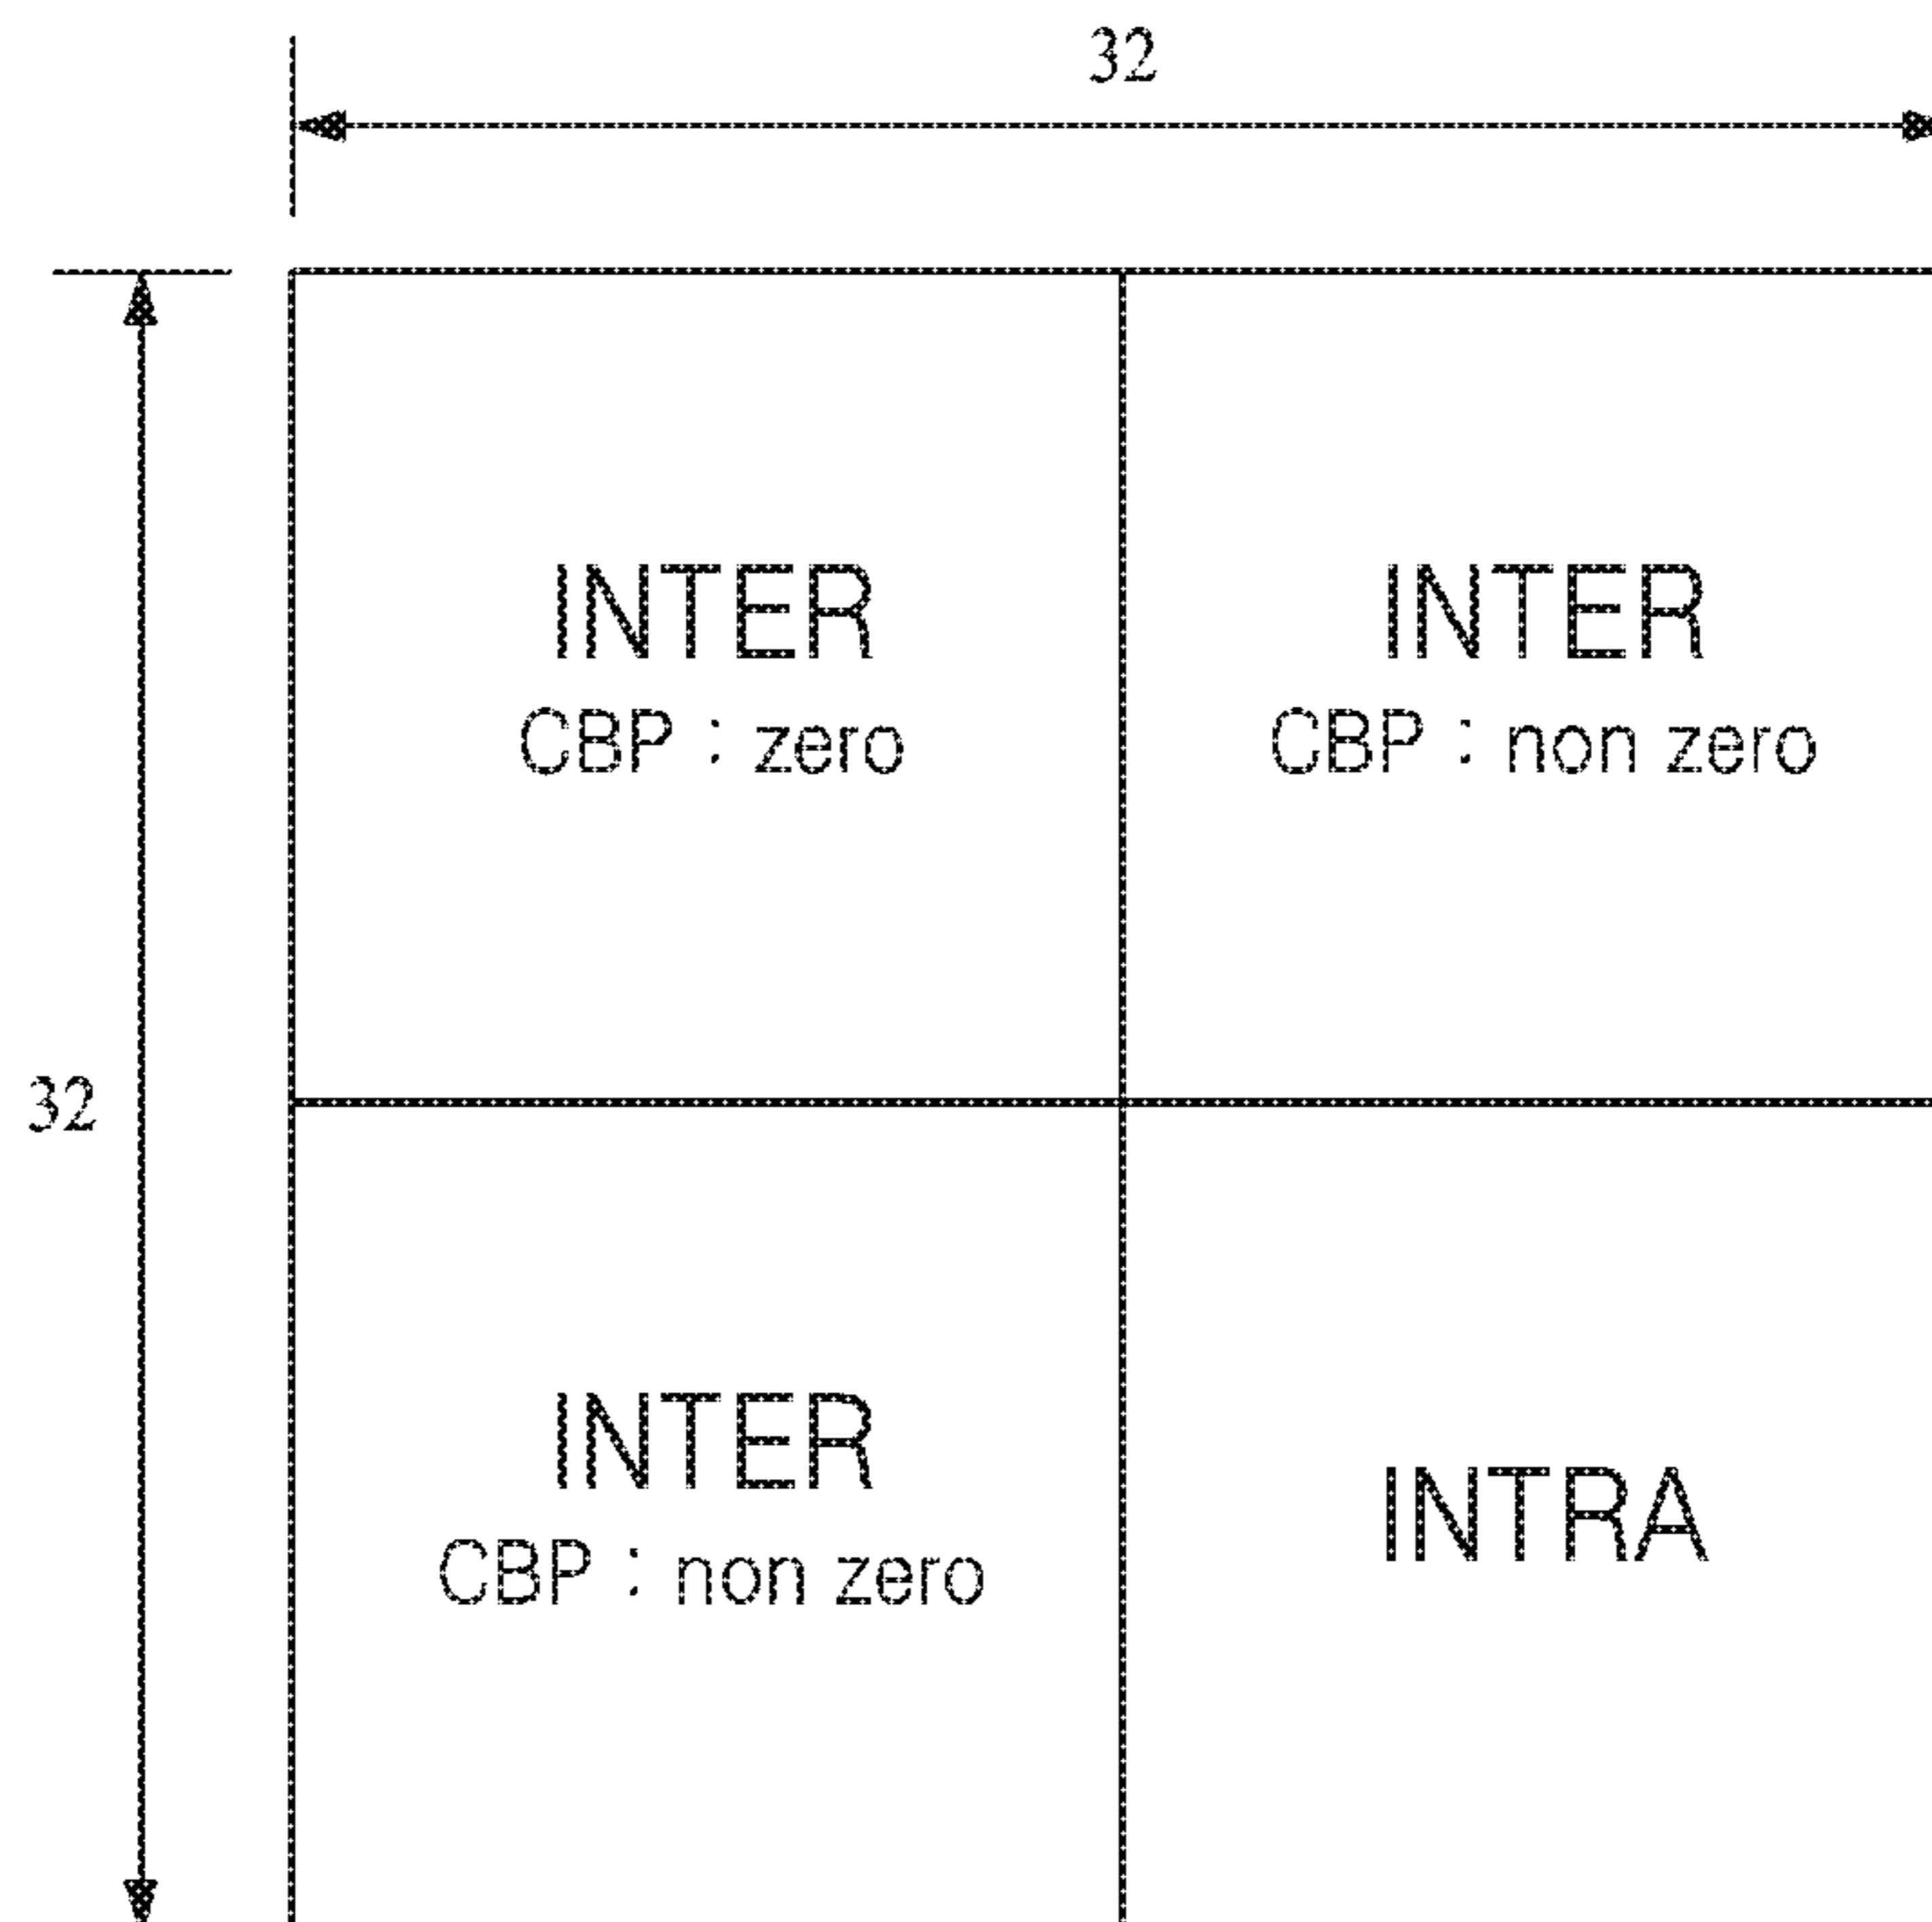 32
INTER
CBP : zero
INTER
CBP : non zero
32
INTER
CBP : non zero
INTRA